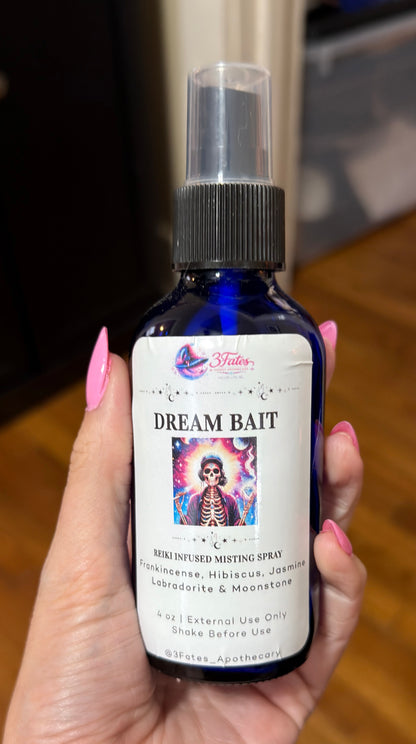 3Fates
DREAM BAIT
REIKI INFUSED MISTING SPRAY
Frankincense, Hibiscus, Jasmine
Labradorite & Moonstone
4 oz | External Use Only
Shake Before Use
@3Fates_Apothecary